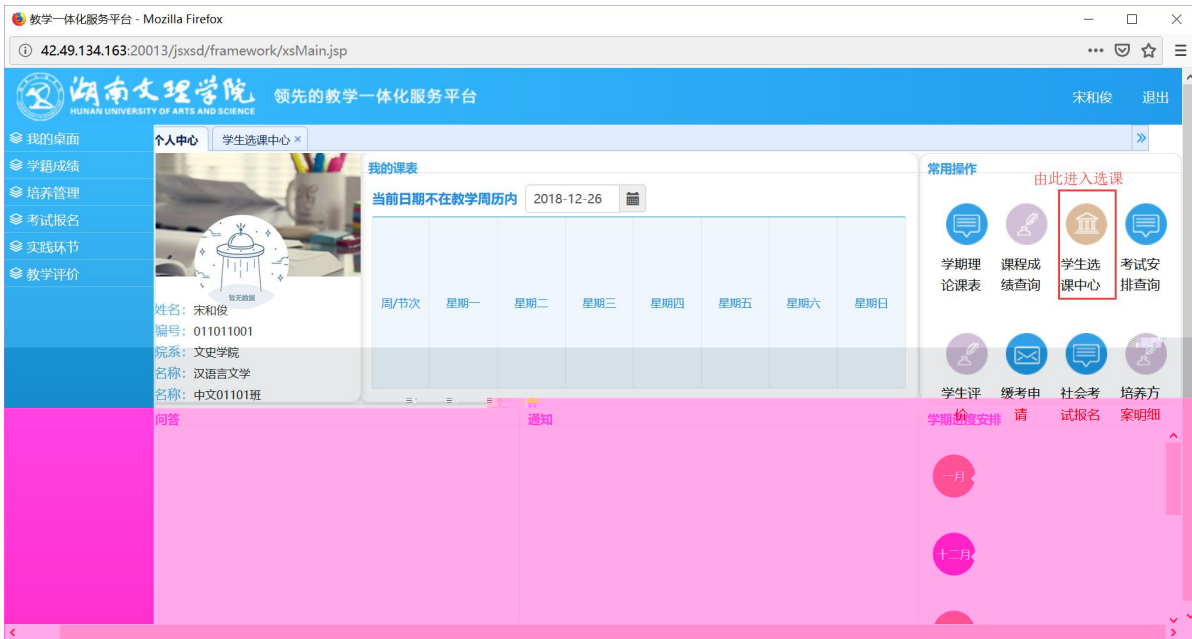 教学一体化服务平台 - Mozilla Firefox
42.49.134.163:20013/jsxsd/framework/xsMain.jsp
湖南文理学院
HUNAN UNIVERSITY OF ARTS AND SCIENCE
领先的教学一体化服务平台
宋和俊 退出
我的桌面
学籍成绩
培养管理
考试报名
实践环节
教学评价
个人中心 学生选课中心 ×
暂无数据
姓名: 宋和俊
编号: 011011001
院系: 文史学院
名称: 汉语言文学
名称: 中文01101班
我的课表
当前日期不在教学周历内 2018-12-26
周/节次 星期一 星期二 星期三 星期四 星期五 星期六 星期日
常用操作
由此进入选课
学期理论课表
课程成绩查询
学生选课中心
考试安排查询
学生评价
缓考申请
社会考试报名
培养方案明细
问答
通知
学期进度安排
一月
十二月